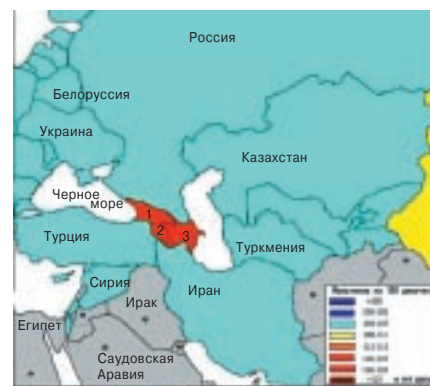 Россия
Белоруссия
Украина
Казахстан
Черное
море
1
2
3
Турция
Туркмения
Сирия
Ирак
Иран
Египет
Саудовская
Аравия